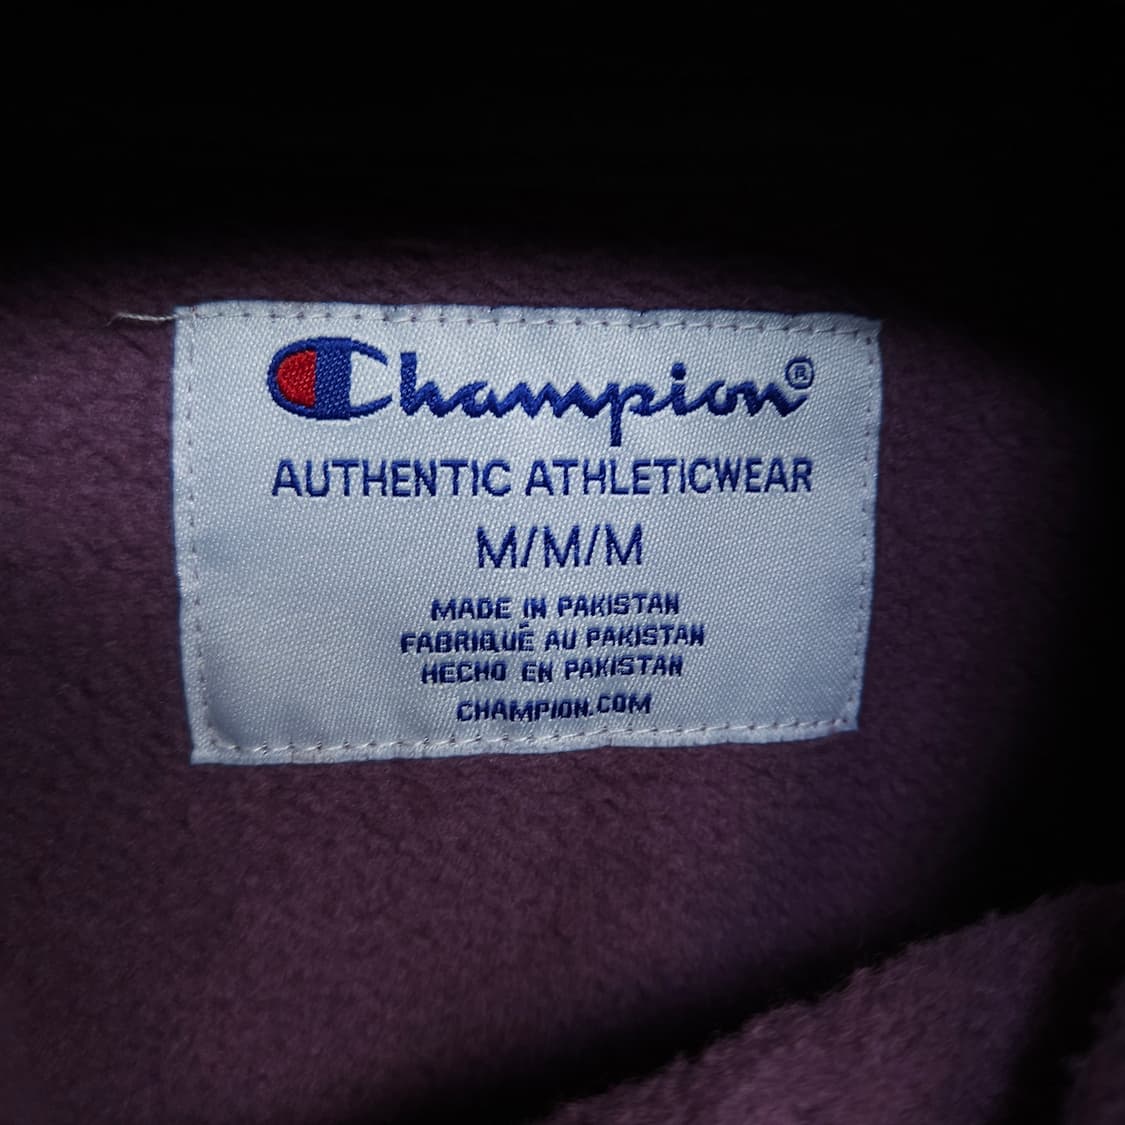 Champion®
AUTHENTIC ATHLETICWEAR
M/M/M
MADE IN PAKISTAN
FABRIQUÉ AU PAKISTAN
HECHO EN PAKISTAN
CHAMPION.COM